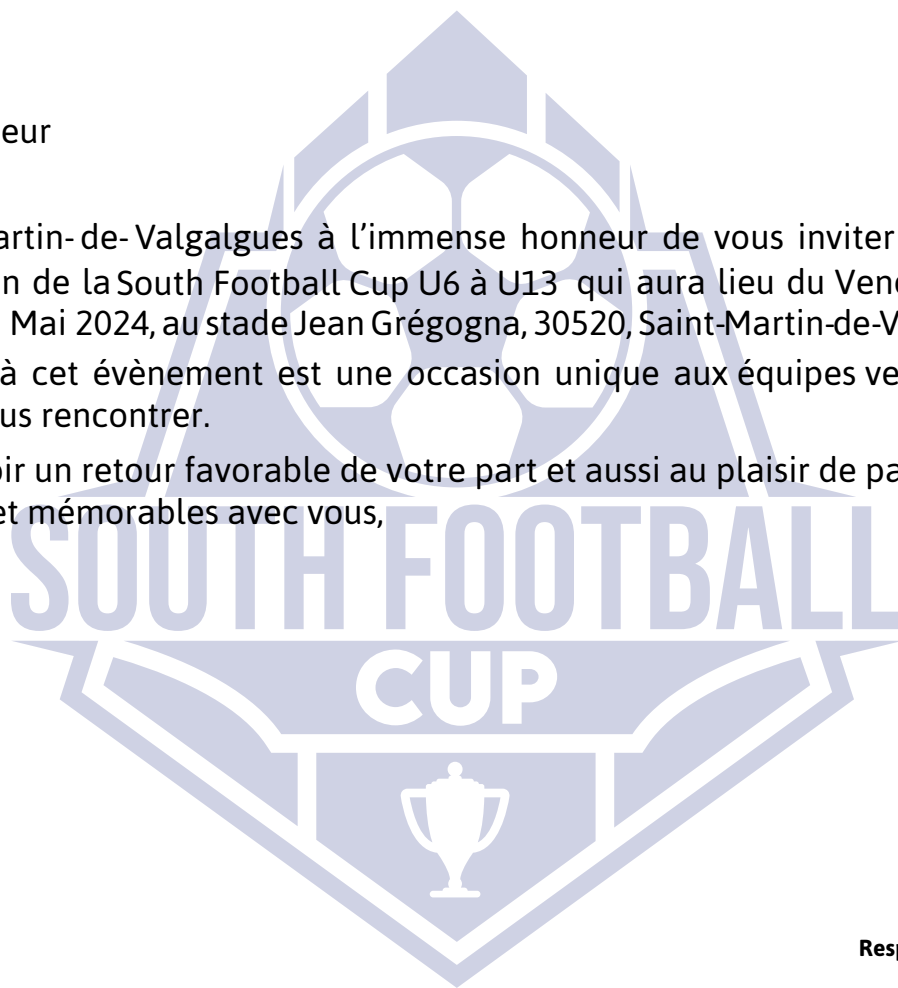 eur
artin- de- Valgalgues à l’immense honneur de vous inviter
n de la South Football Cup U6 à U13 qui aura lieu du Ven
Mai 2024, au stade Jean Grégogna, 30520, Saint-Martin-de-V
à cet évènement est une occasion unique aux équipes ve
us rencontrer.
ir un retour favorable de votre part et aussi au plaisir de pa
et mémorables avec vous,
SOUTH FOOTBALL
CUP
Resp